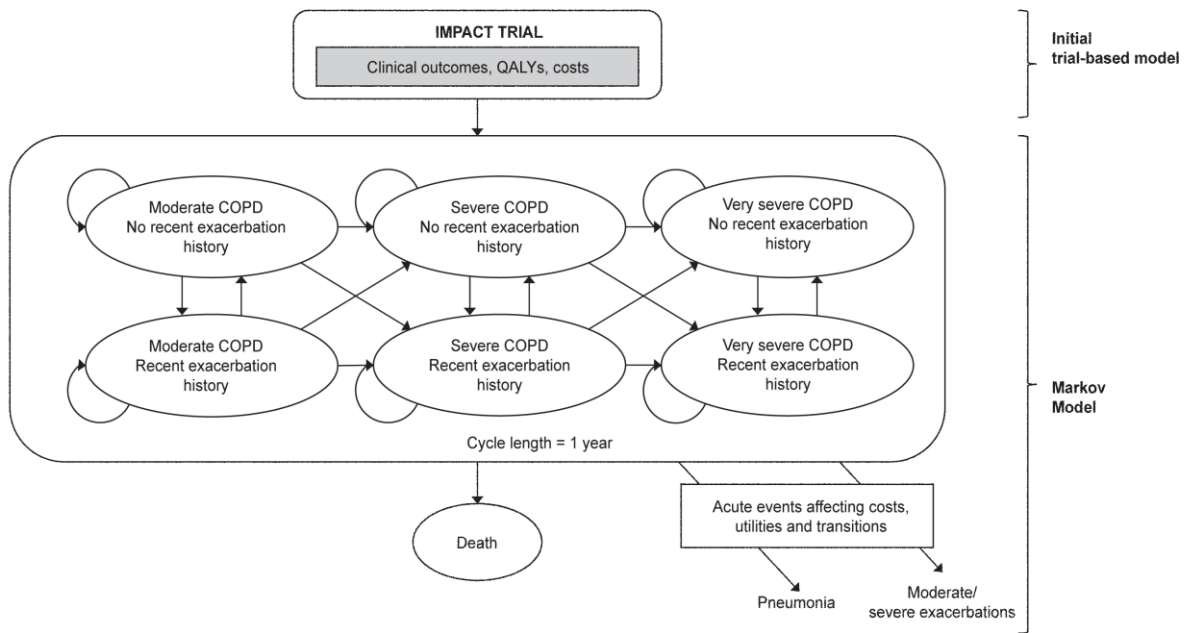 IMPACT TRIAL
Clinical outcomes, QALYs, costs
Initial
trial-based model
Moderate COPD
No recent exacerbation
history
Severe COPD
No recent exacerbation
history
Very severe COPD
No recent exacerbation
history
Moderate COPD
Recent exacerbation
history
Severe COPD
Recent exacerbation
history
Very severe COPD
Recent exacerbation
history
Cycle length = 1 year
Markov
Model
Death
Acute events affecting costs,
utilities and transitions
Pneumonia
Moderate/
severe exacerbations